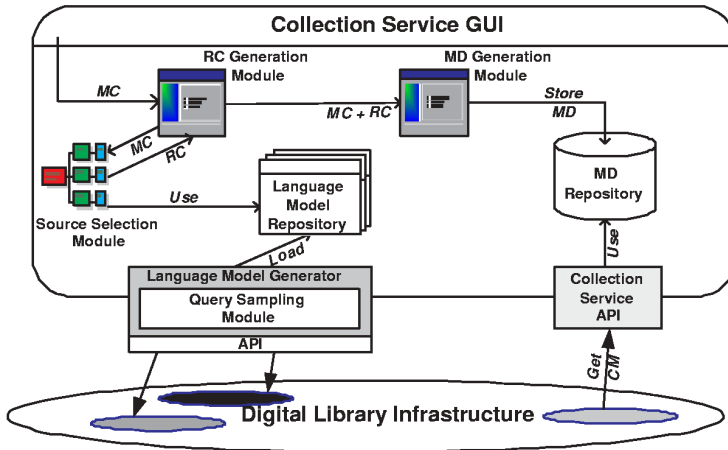 Collection Service GUI
RC Generation
Module
MD Generation
Module
MC
MC + RC
Store
MD
MC
RC
Source Selection
Module
Use
Language
Model
Repository
MD
Repository
Load
Use
Language Model Generator
Query Sampling
Module
API
Collection
Service
API
Get
CM
Digital Library Infrastructure